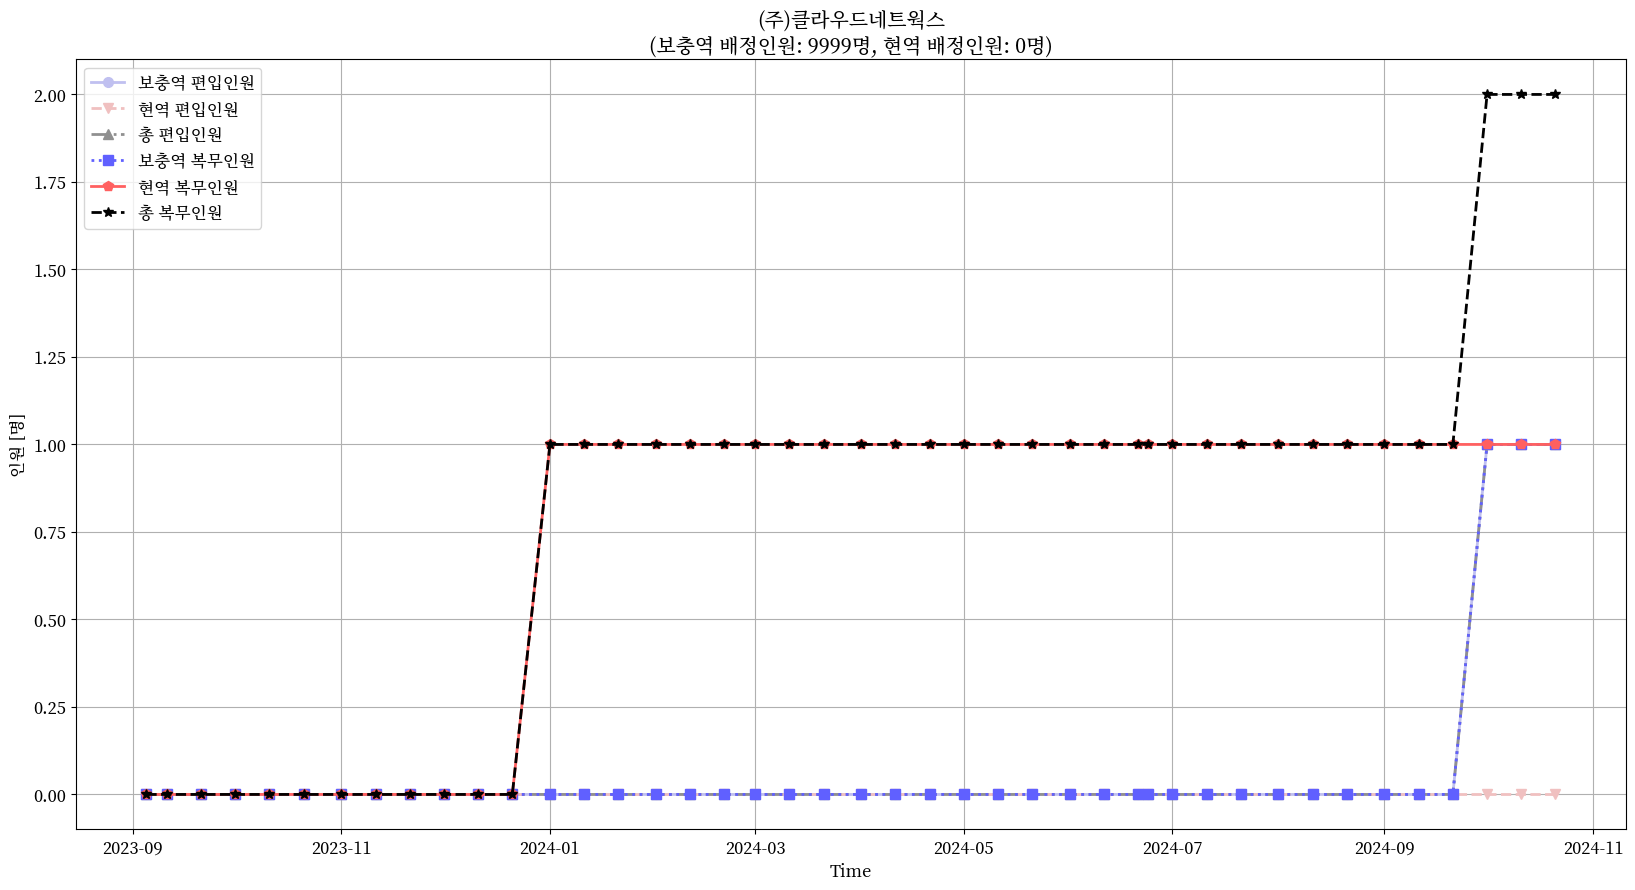 (주)클라우드네트웍스
(보충역 배정인원: 9999명, 현역 배정인원: 0명)
보충역 편입인원
현역 편입인원
총 편입인원
보충역 복무인원
현역 복무인원
총 복무인원
인원 [명]
2.00
1.75
1.50
1.25
1.00
0.75
0.50
0.25
0.00
2023-09 2023-11 2024-01 2024-03 2024-05 2024-07 2024-09 2024-11
Time